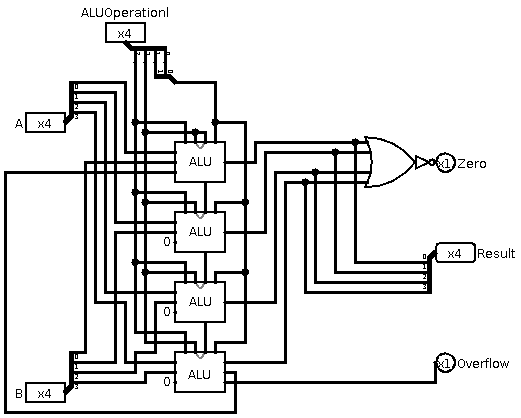 ALUOperationI
x4
A x4
0
1
2
3
ALU
x1 Zero
ALU
0
x4 Result
0
1
2
3
ALU
0
x1 Overflow
ALU
0
B x4
0
1
2
3